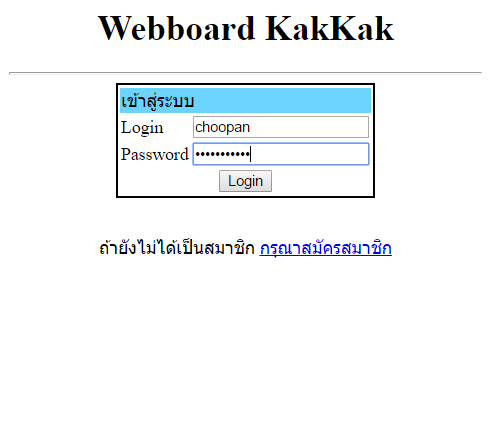 Webboard KakKak
เข้าสู่ระบบ
Login choopan
Password •••••••••••
Login
ถ้ายังไม่ได้เป็นสมาชิก กรุณาสมัครสมาชิก